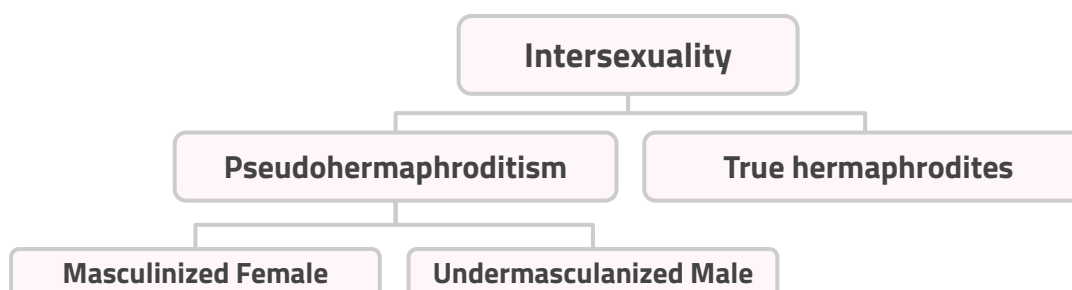 Intersexuality
Pseudohermaphroditism
True hermaphrodites
Masculinized Female
Undermasculanized Male